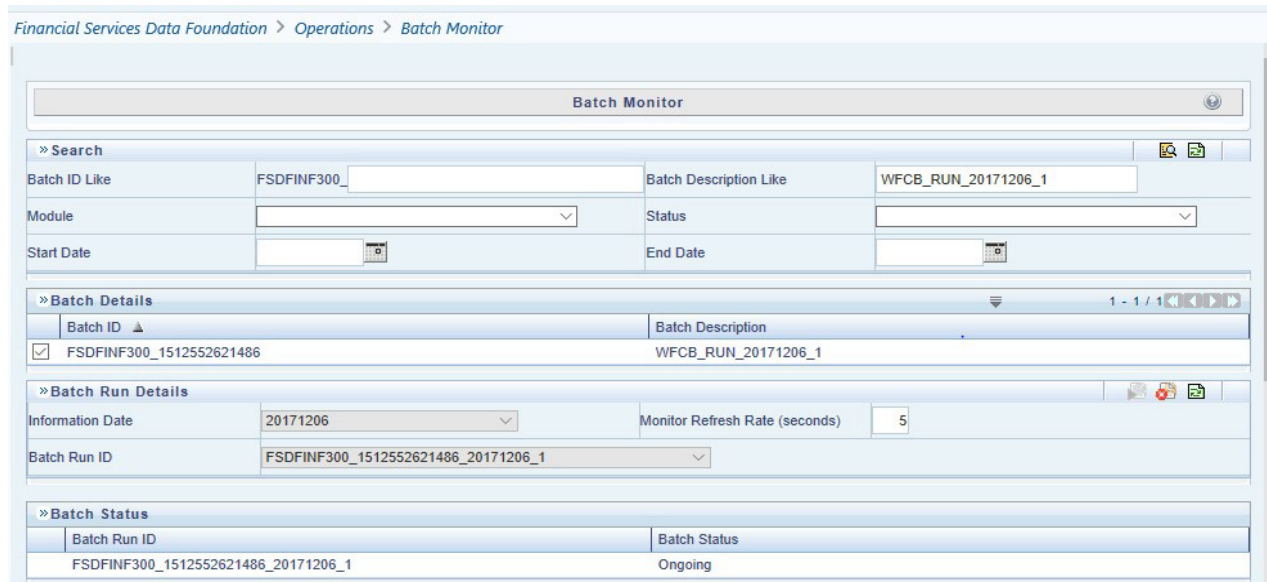 Financial Services Data Foundation > Operations > Batch Monitor
Batch Monitor
» Search
Batch ID Like FSDFINF300_ Batch Description Like WFCB_RUN_20171206_1
Module Status
Start Date End Date
» Batch Details 1 - 1 / 1
Batch ID Batch Description
FSDFINF300_1512552621486 WFCB_RUN_20171206_1
» Batch Run Details
Information Date 20171206 Monitor Refresh Rate (seconds) 5
Batch Run ID FSDFINF300_1512552621486_20171206_1
» Batch Status
Batch Run ID Batch Status
FSDFINF300_1512552621486_20171206_1 Ongoing